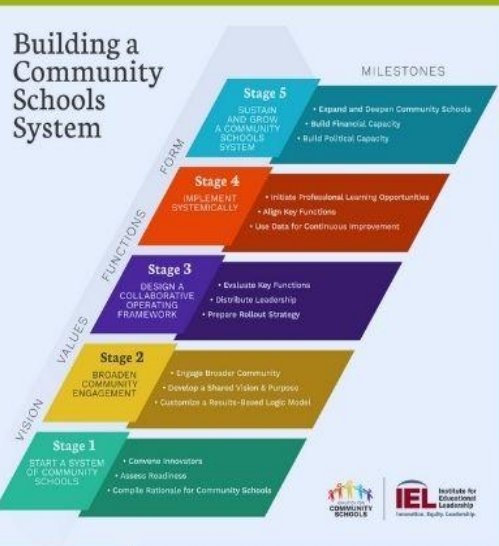 Building a
Community
Schools
System
MILESTONES
Stage 5
SUSTAIN
AND GROW
A COMMUNITY
SCHOOLS
SYSTEM
• Expand and Deepen Community Schools
• Build Financial Capacity
• Build Political Capacity
FORM
Stage 4
IMPLEMENT
SYSTEMICALLY
• Initiate Professional Learning Opportunities
• Align Key Functions
• Use Data for Continuous Improvement
FUNCTIONS
Stage 3
DESIGN A
COLLABORATIVE
OPERATING
FRAMEWORK
• Evaluate Key Functions
• Distribute Leadership
• Prepare Rollout Strategy
VALUES
Stage 2
BROADEN
COMMUNITY
ENGAGEMENT
• Engage Broader Community
• Develop a Shared Vision & Purpose
• Customize a Results-Based Logic Model
VISION
Stage 1
START A SYSTEM
OF COMMUNITY
SCHOOLS
• Convene Innovators
• Assess Readiness
• Compile Rationale for Community Schools
COMMUNITY
SCHOOLS
IEL
Institute for
Educational
Leadership
Innovation. Equity. Leadership.